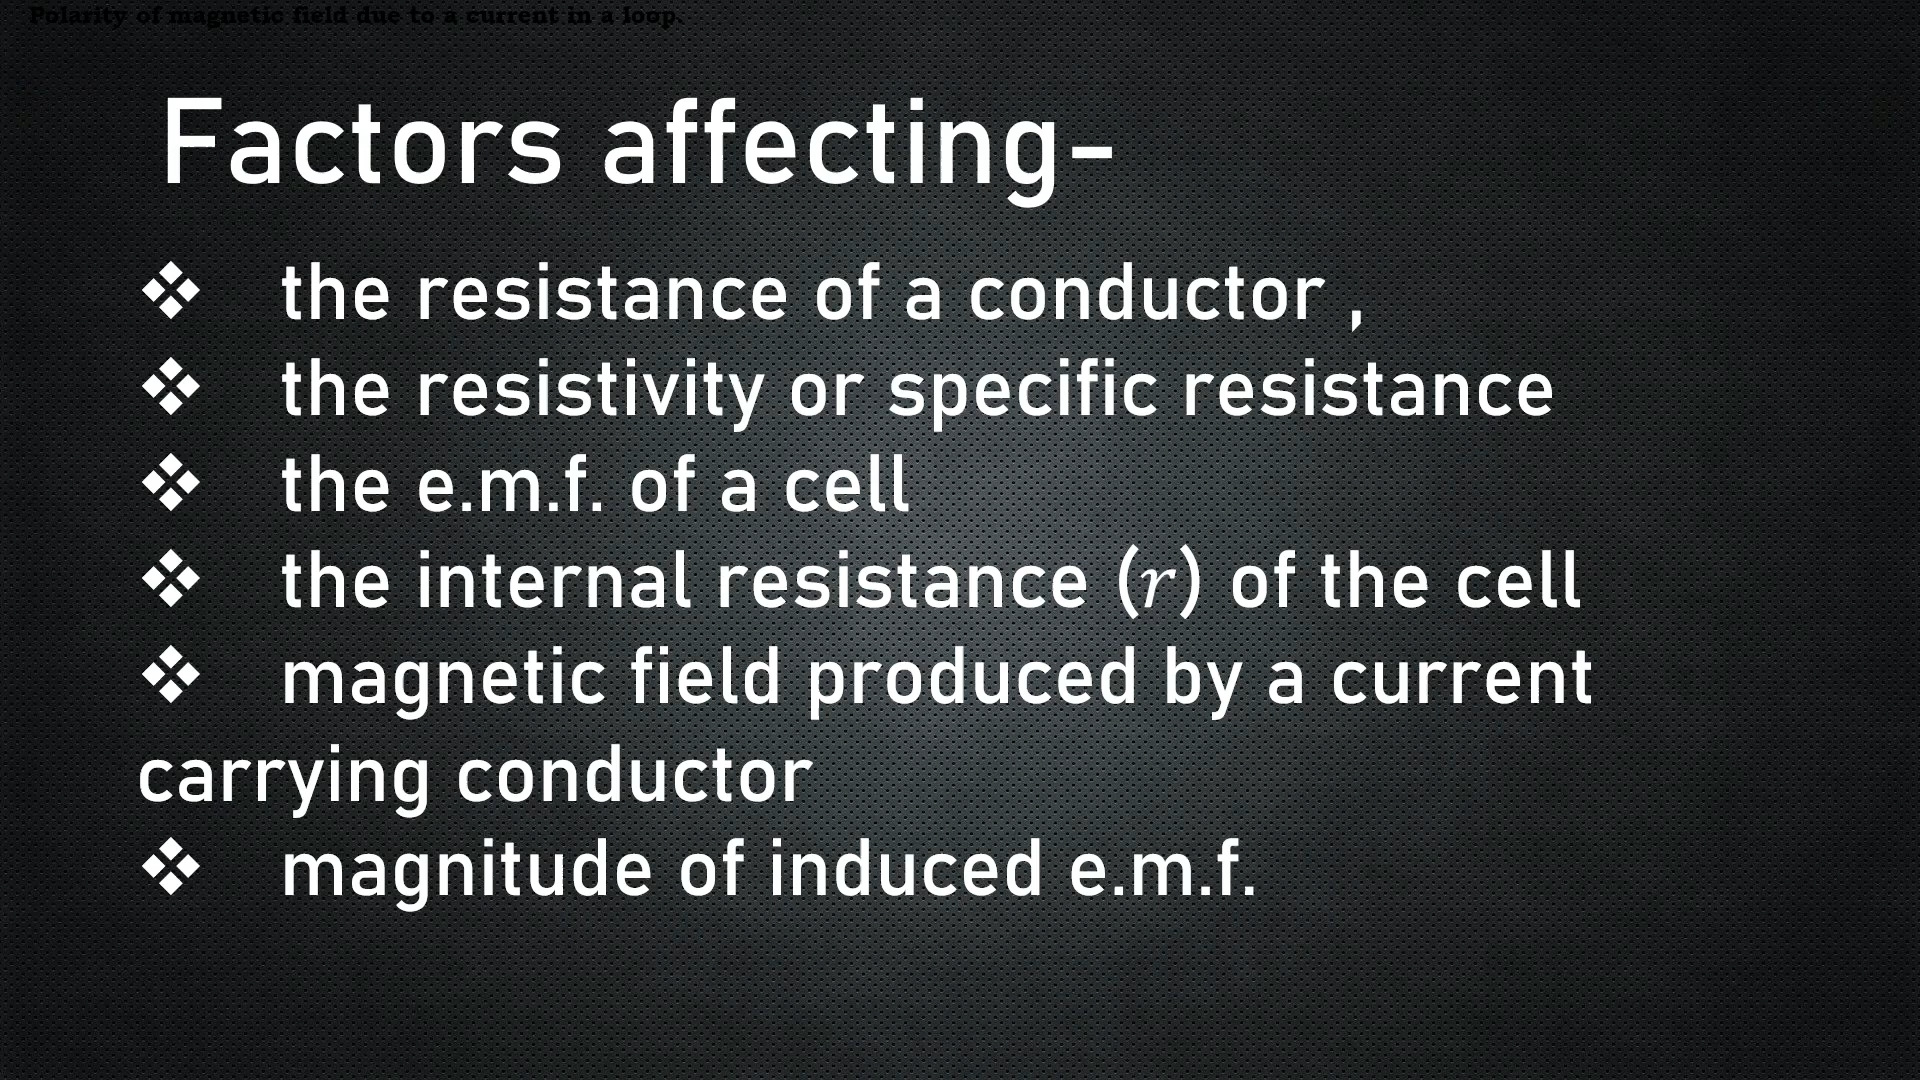 Polarity of magnetic field due to a current in a loop.
Factors affecting-
❖ the resistance of a conductor ,
❖ the resistivity or specific resistance
❖ the e.m.f. of a cell
❖ the internal resistance (r) of the cell
❖ magnetic field produced by a current
carrying conductor
❖ magnitude of induced e.m.f.